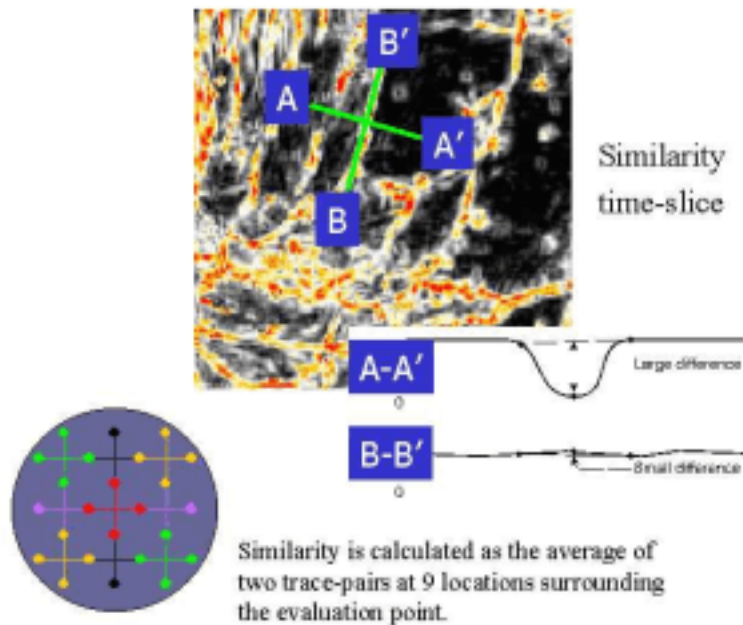 B′
A
A′
B
Similarity
time-slice
A-A′
Large difference
0
B-B′
Small difference
0
Similarity is calculated as the average of
two trace-pairs at 9 locations surrounding
the evaluation point.